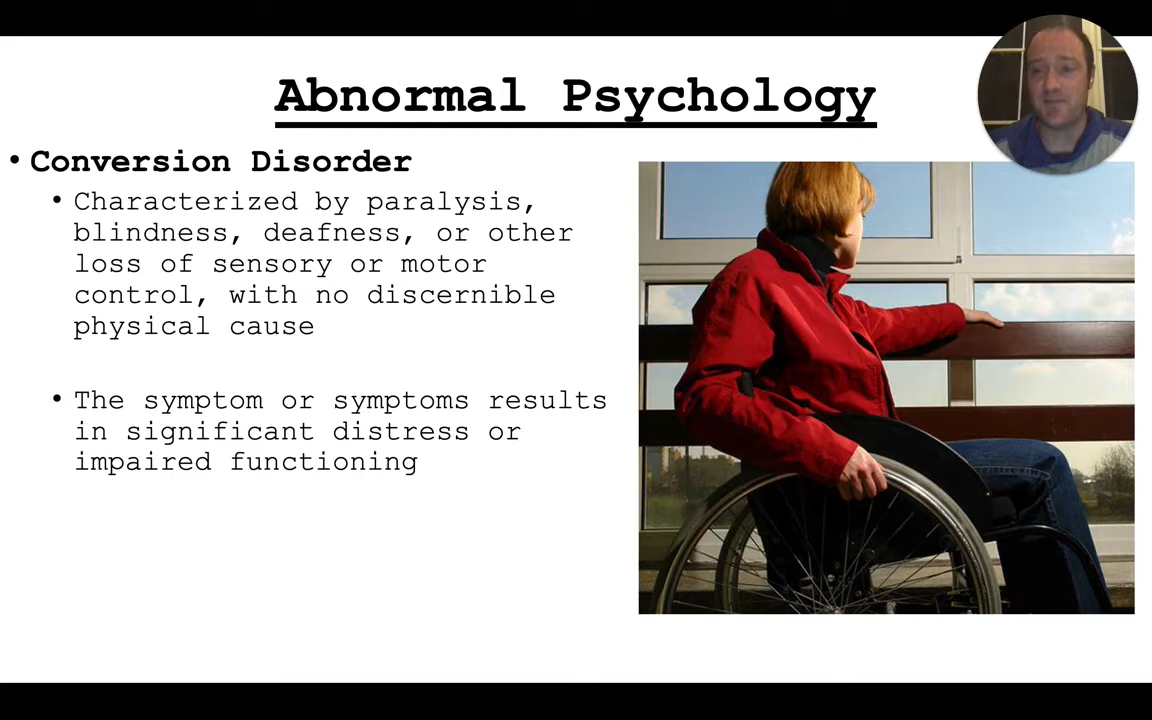 Abnormal Psychology
• Conversion Disorder
• Characterized by paralysis,
blindness, deafness, or other
loss of sensory or motor
control, with no discernible
physical cause
• The symptom or symptoms results
in significant distress or
impaired functioning